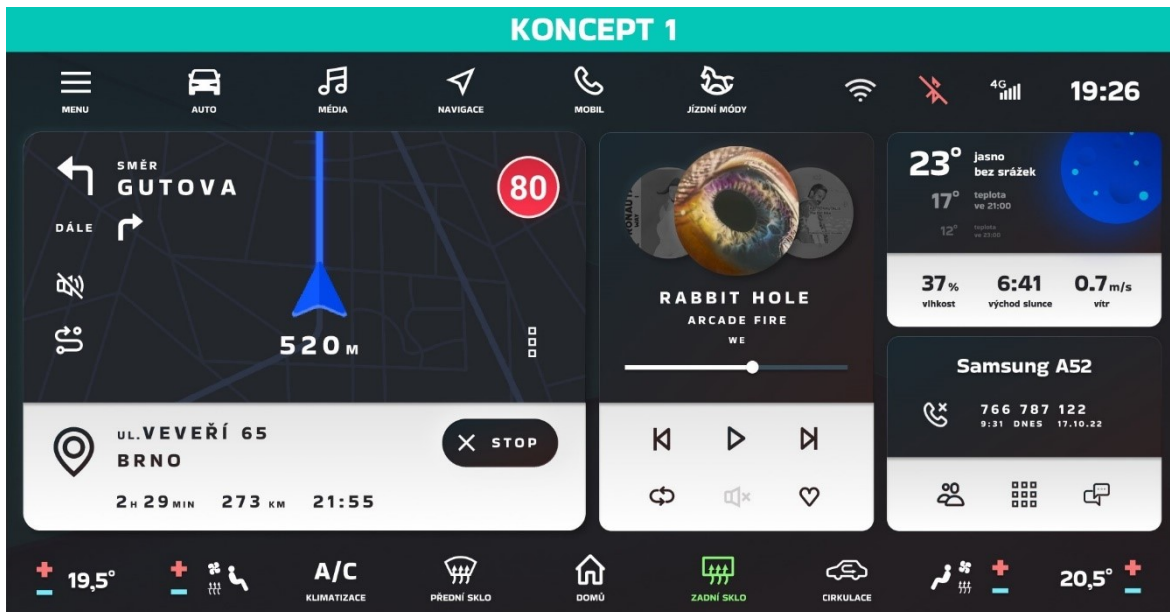 KONCEPT 1
MENU
AUTO
MÉDIA
NAVIGACE
MOBIL
JÍZDNÍ MÓDY
4G
19:26
SMĚR
GUTOVA
DÁLE
80
520 M
UL.VEVEŘÍ 65
BRNO
STOP
2H 29 MIN 273 KM 21:55
RABBIT HOLE
ARCADE FIRE
WE
23° jasno
bez srážek
17° teplota
ve 21:00
12° teplota
37% 6:41 0.7 m/s
vlhkost východ slunce vítr
Samsung A52
766 787 122
9:31 DNES 17.10.22
19,5°
A/C
KLIMATIZACE
PŘEDNÍ SKLO
DOMŮ
ZADNÍ SKLO
CIRKULACE
20,5°